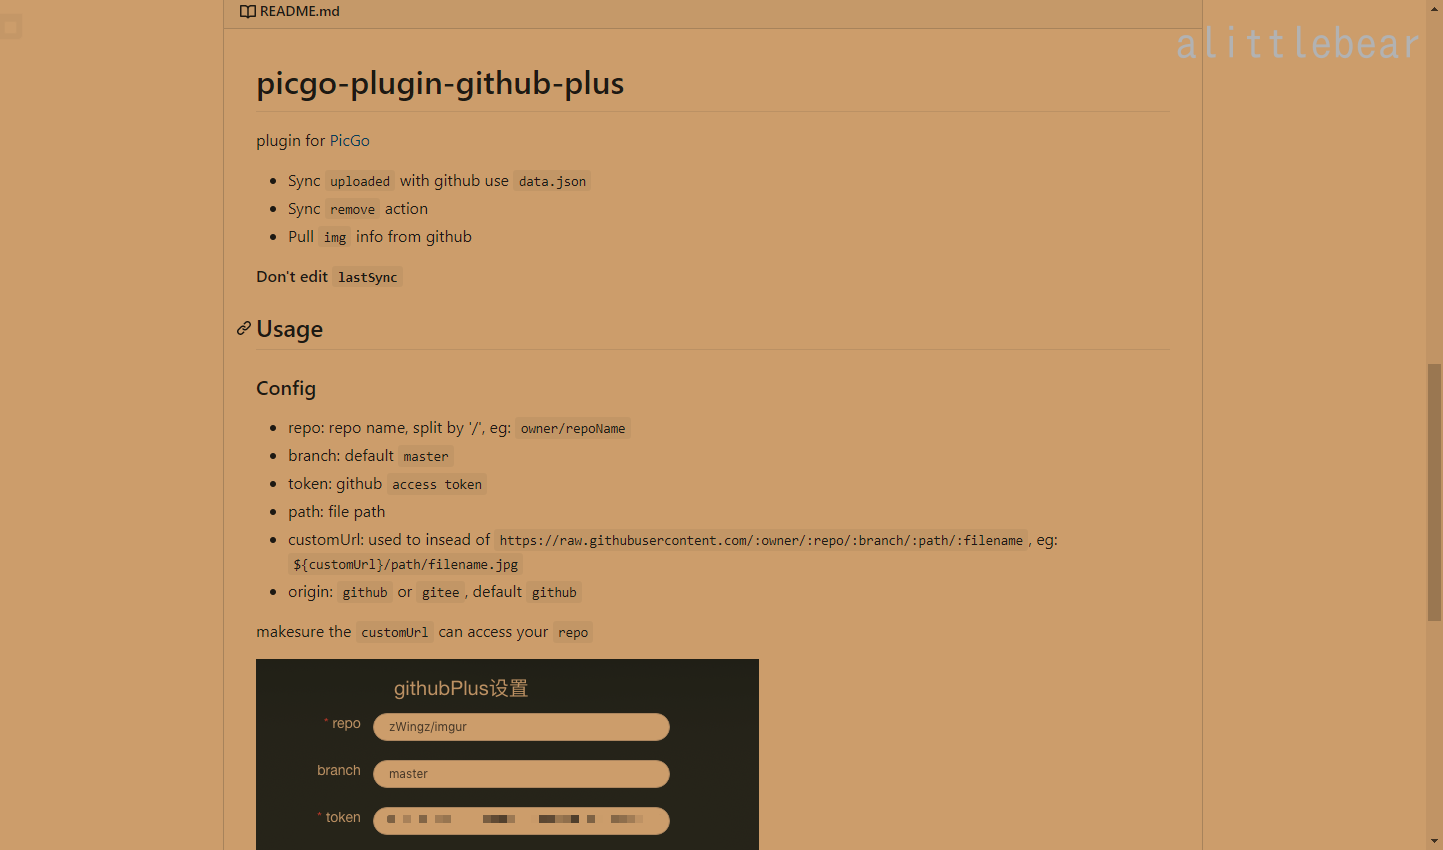 README.md
alittlebear
picgo-plugin-github-plus
plugin for PicGo
Sync uploaded with github use data.json
Sync remove action
Pull img info from github
Don't edit lastSync
Usage
Config
repo: repo name, split by '/', eg: owner/repoName
branch: default master
token: github access token
path: file path
customUrl: used to insead of https://raw.githubusercontent.com/:owner/:repo/:branch/:path/:filename, eg:
${customUrl}/path/filename.jpg
origin: github or gitee, default github
makesure the customUrl can access your repo
githubPlus设置
* repo zWingz/imgur
branch master
* token